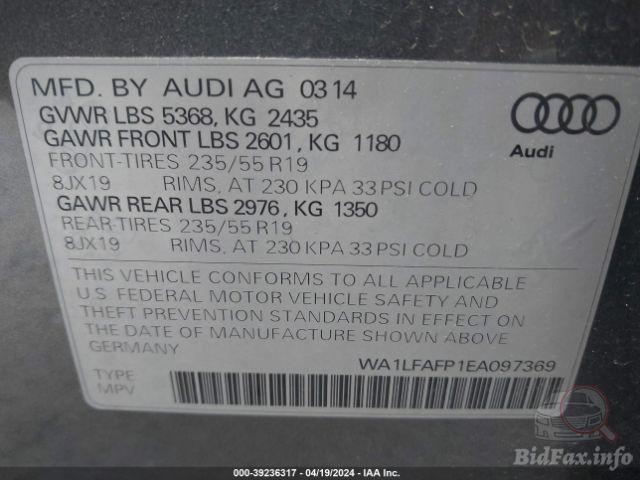 MFD. BY AUDI AG 0314
GVWR LBS 5368, KG 2435
GAWR FRONT LBS 2601, KG 1180
FRONT-TIRES 235/55 R19
8JX19 RIMS, AT 230 KPA 33 PSI COLD
GAWR REAR LBS 2976, KG 1350
REAR-TIRES 235/55 R19
8JX19 RIMS, AT 230 KPA 33 PSI COLD
Audi
THIS VEHICLE CONFORMS TO ALL APPLICABLE
U.S. FEDERAL MOTOR VEHICLE SAFETY AND
THEFT PREVENTION STANDARDS IN EFFECT ON
THE DATE OF MANUFACTURE SHOWN ABOVE
GERMANY
WA1LFAFP1EA097369
TYPE
MPV
000-39236317 - 04/19/2024 - IAA Inc.
BidFax.info